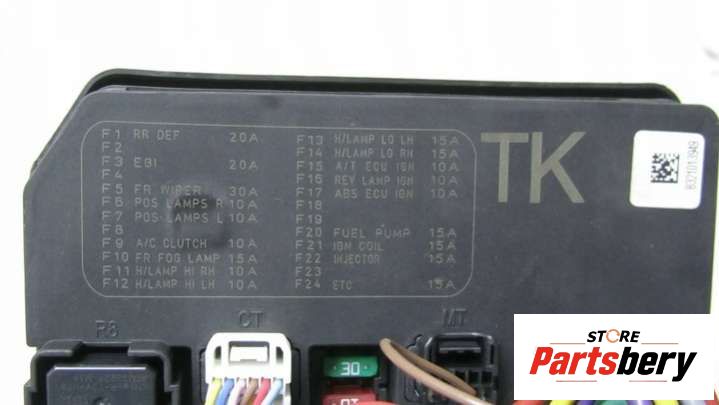 F1 RR DEF 20A
F2
F3 EBI 20A
F4
F5 FR WIPER 30A
F6 POS LAMPS R 10A
F7 POS LAMPS L 10A
F8
F9 A/C CLUTCH 10A
F10 FR FOG LAMP 15A
F11 H/LAMP HI RH 10A
F12 H/LAMP HI LH 10A
F13 H/LAMP LO LH 15A
F14 H/LAMP LO RH 15A
F15 A/T ECU IGN 10A
F16 REV LAMP IGN 10A
F17 ABS ECU IGN 10A
F18
F19
F20 FUEL PUMP 15A
F21 IGN COIL 15A
F22 INJECTOR 15A
F23
F24 ETC 15A
TK
CT
MT
30
STORE
Partsbery